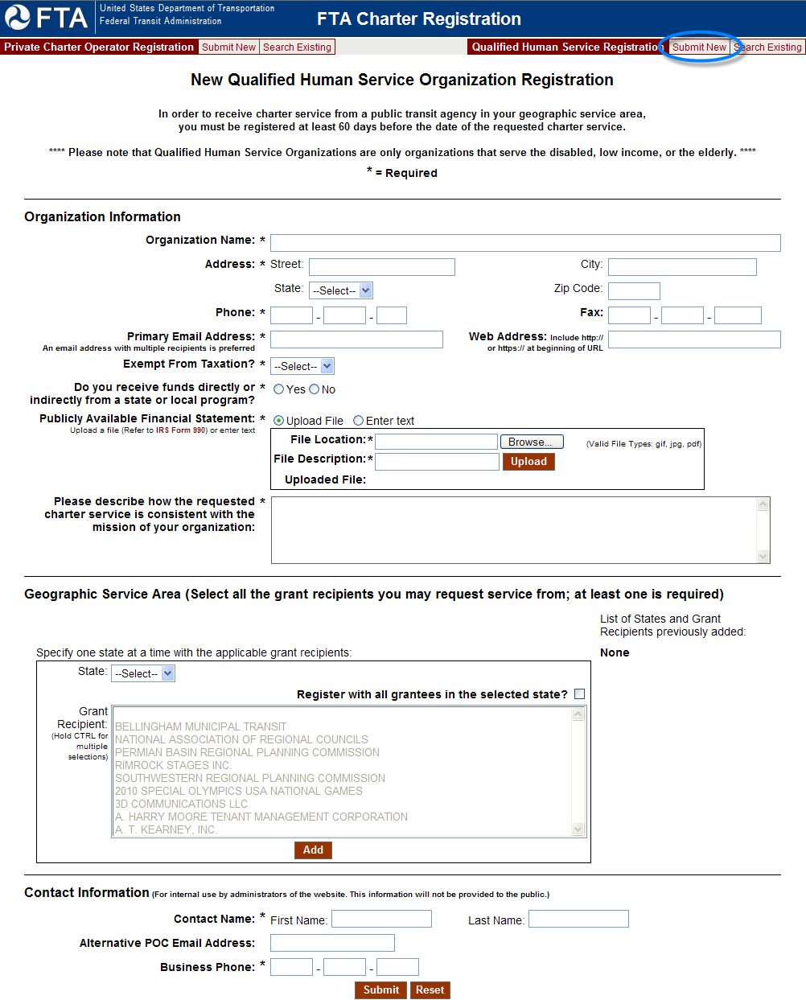 FTA
United States Department of Transportation
Federal Transit Administration
FTA Charter Registration
Private Charter Operator Registration Submit New Search Existing
Qualified Human Service Registration Submit New Search Existing
New Qualified Human Service Organization Registration
In order to receive charter service from a public transit agency in your geographic service area,
you must be registered at least 60 days before the date of the requested charter service.
**** Please note that Qualified Human Service Organizations are only organizations that serve the disabled, low income, or the elderly. ****
* = Required
Organization Information
Organization Name: *
Address: * Street: City:
State: --Select-- Zip Code:
Phone: * - - Fax: - -
Primary Email Address: *
An email address with multiple recipients is preferred
Web Address: Include http://
or https:// at beginning of URL
Exempt From Taxation? * --Select--
Do you receive funds directly or * Yes No
indirectly from a state or local program?
Publicly Available Financial Statement: * Upload File Enter text
Upload a file (Refer to IRS Form 990) or enter text
File Location:* Browse... (Valid File Types: gif, jpg, pdf)
File Description:* Upload
Uploaded File:
Please describe how the requested *
charter service is consistent with the
mission of your organization:
Geographic Service Area (Select all the grant recipients you may request service from; at least one is required)
List of States and Grant
Recipients previously added:
None
Specify one state at a time with the applicable grant recipients:
State: --Select--
Register with all grantees in the selected state?
Grant
Recipient:
(Hold CTRL for
multiple
selections)
BELLINGHAM MUNICIPAL TRANSIT
NATIONAL ASSOCIATION OF REGIONAL COUNCILS
PERMIAN BASIN REGIONAL PLANNING COMMISSION
RIMROCK STAGES INC.
SOUTHWESTERN REGIONAL PLANNING COMMISSION
2010 SPECIAL OLYMPICS USA NATIONAL GAMES
3D COMMUNICATIONS LLC
A. HARRY MOORE TENANT MANAGEMENT CORPORATION
A. T. KEARNEY, INC.
Add
Contact Information (For internal use by administrators of the website. This information will not be provided to the public.)
Contact Name: * First Name: Last Name:
Alternative POC Email Address:
Business Phone: * - -
Submit Reset